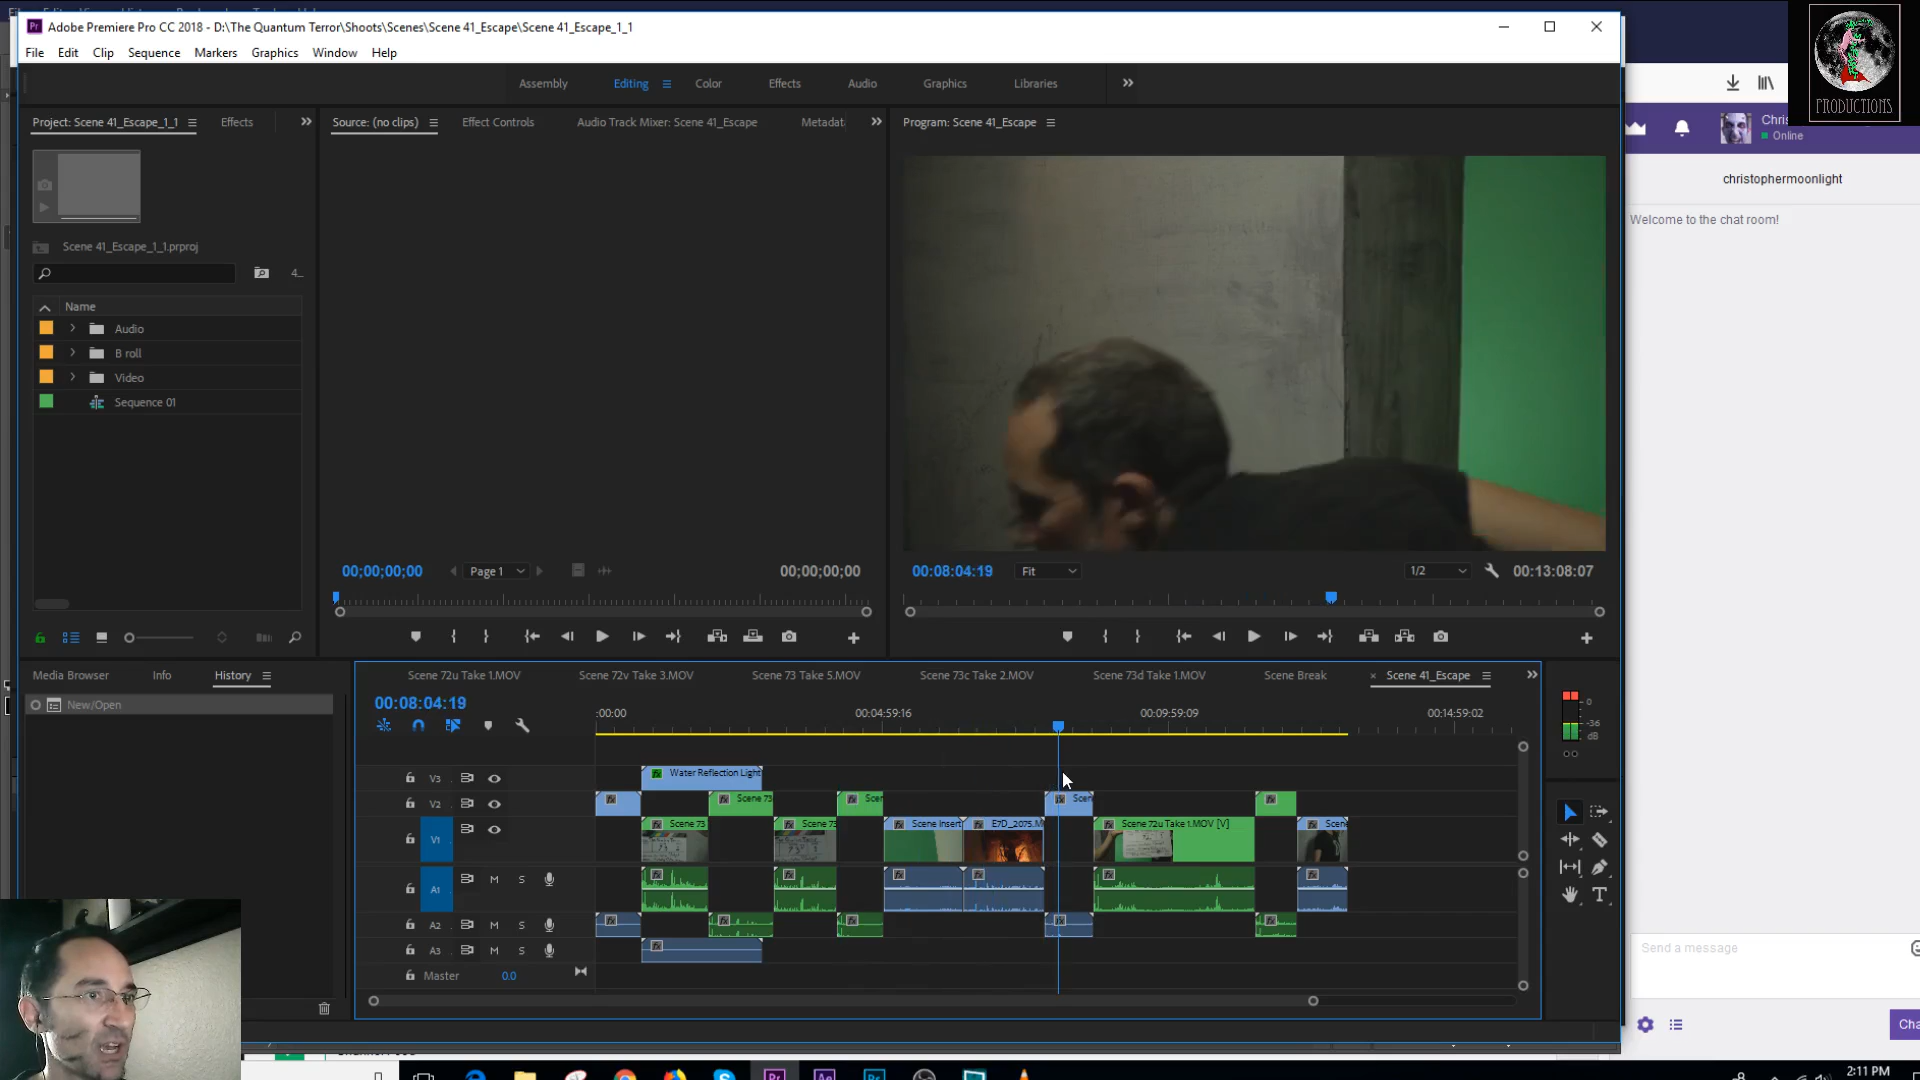 Adobe Premiere Pro CC 2018 - D:\The Quantum Terror\Shoots\Scenes\Scene 41_Escape\Scene 41_Escape_1_1
File Edit Clip Sequence Markers Graphics Window Help
Assembly Editing Color Effects Audio Graphics Libraries
PRODUCTIONS
Project: Scene 41_Escape_1_1 Effects
Source: (no clips) Effect Controls Audio Track Mixer: Scene 41_Escape Metadat
Program: Scene 41_Escape
Chris
Online
christophermoonlight
Welcome to the chat room!
Scene 41_Escape_1_1.prproj
4...
Name
Audio
B roll
Video
Sequence 01
00;00;00;00 Page 1 00;00;00;00
00:08:04:19 Fit 1/2 00:13:08:07
Media Browser Info History
New/Open
Scene 72u Take 1.MOV Scene 72v Take 3.MOV Scene 73 Take 5.MOV Scene 73c Take 2.MOV Scene 73d Take 1.MOV Scene Break × Scene 41_Escape
00:08:04:19
:00:00 00:04:59:16 00:09:59:09 00:14:59:02
0
-36
dB
V3 Water Reflection Light
V2 Scene 73 Scen Scen
V1 Scene 73 Scene 73 Scene Insert E7D_2075.M Scene 72u Take 1.MOV [V] Scene
A1 M S
A2 M S
A3 M S
Master 0.0
Send a message
Cha
2:11 PM